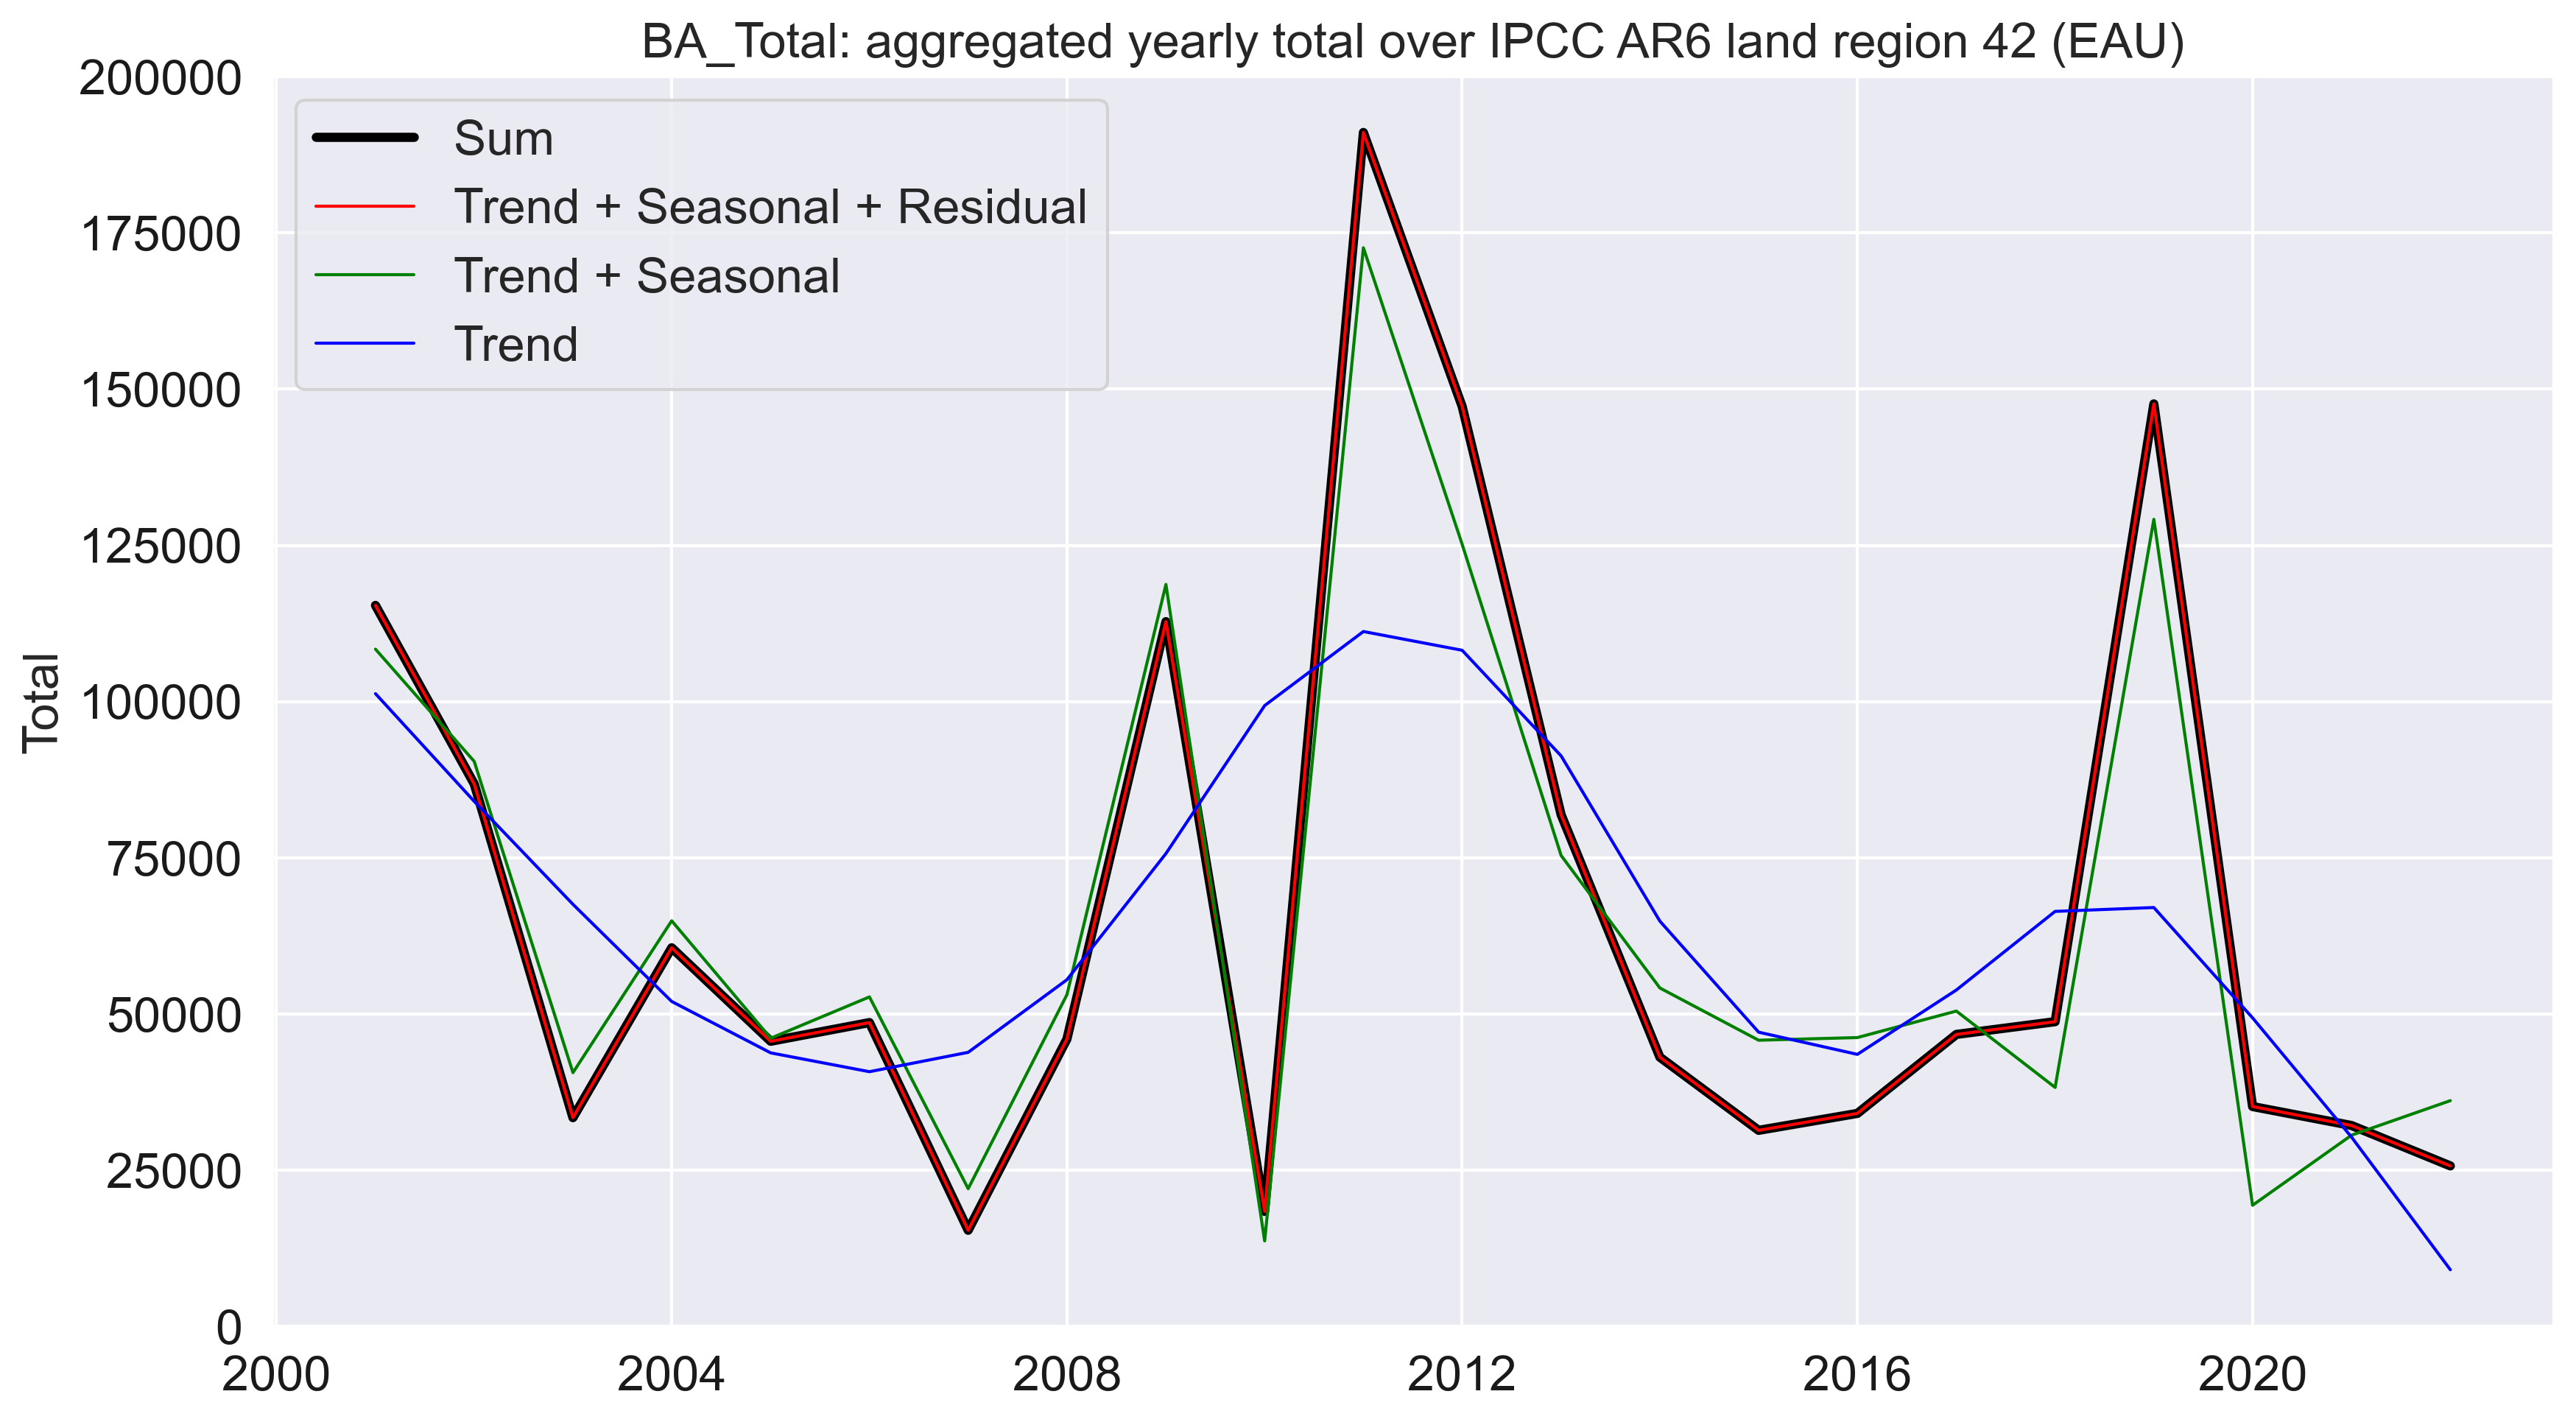 BA_Total: aggregated yearly total over IPCC AR6 land region 42 (EAU)
200000
175000
150000
125000
100000
75000
50000
25000
0
Total
Sum
Trend + Seasonal + Residual
Trend + Seasonal
Trend
2000 2004 2008 2012 2016 2020